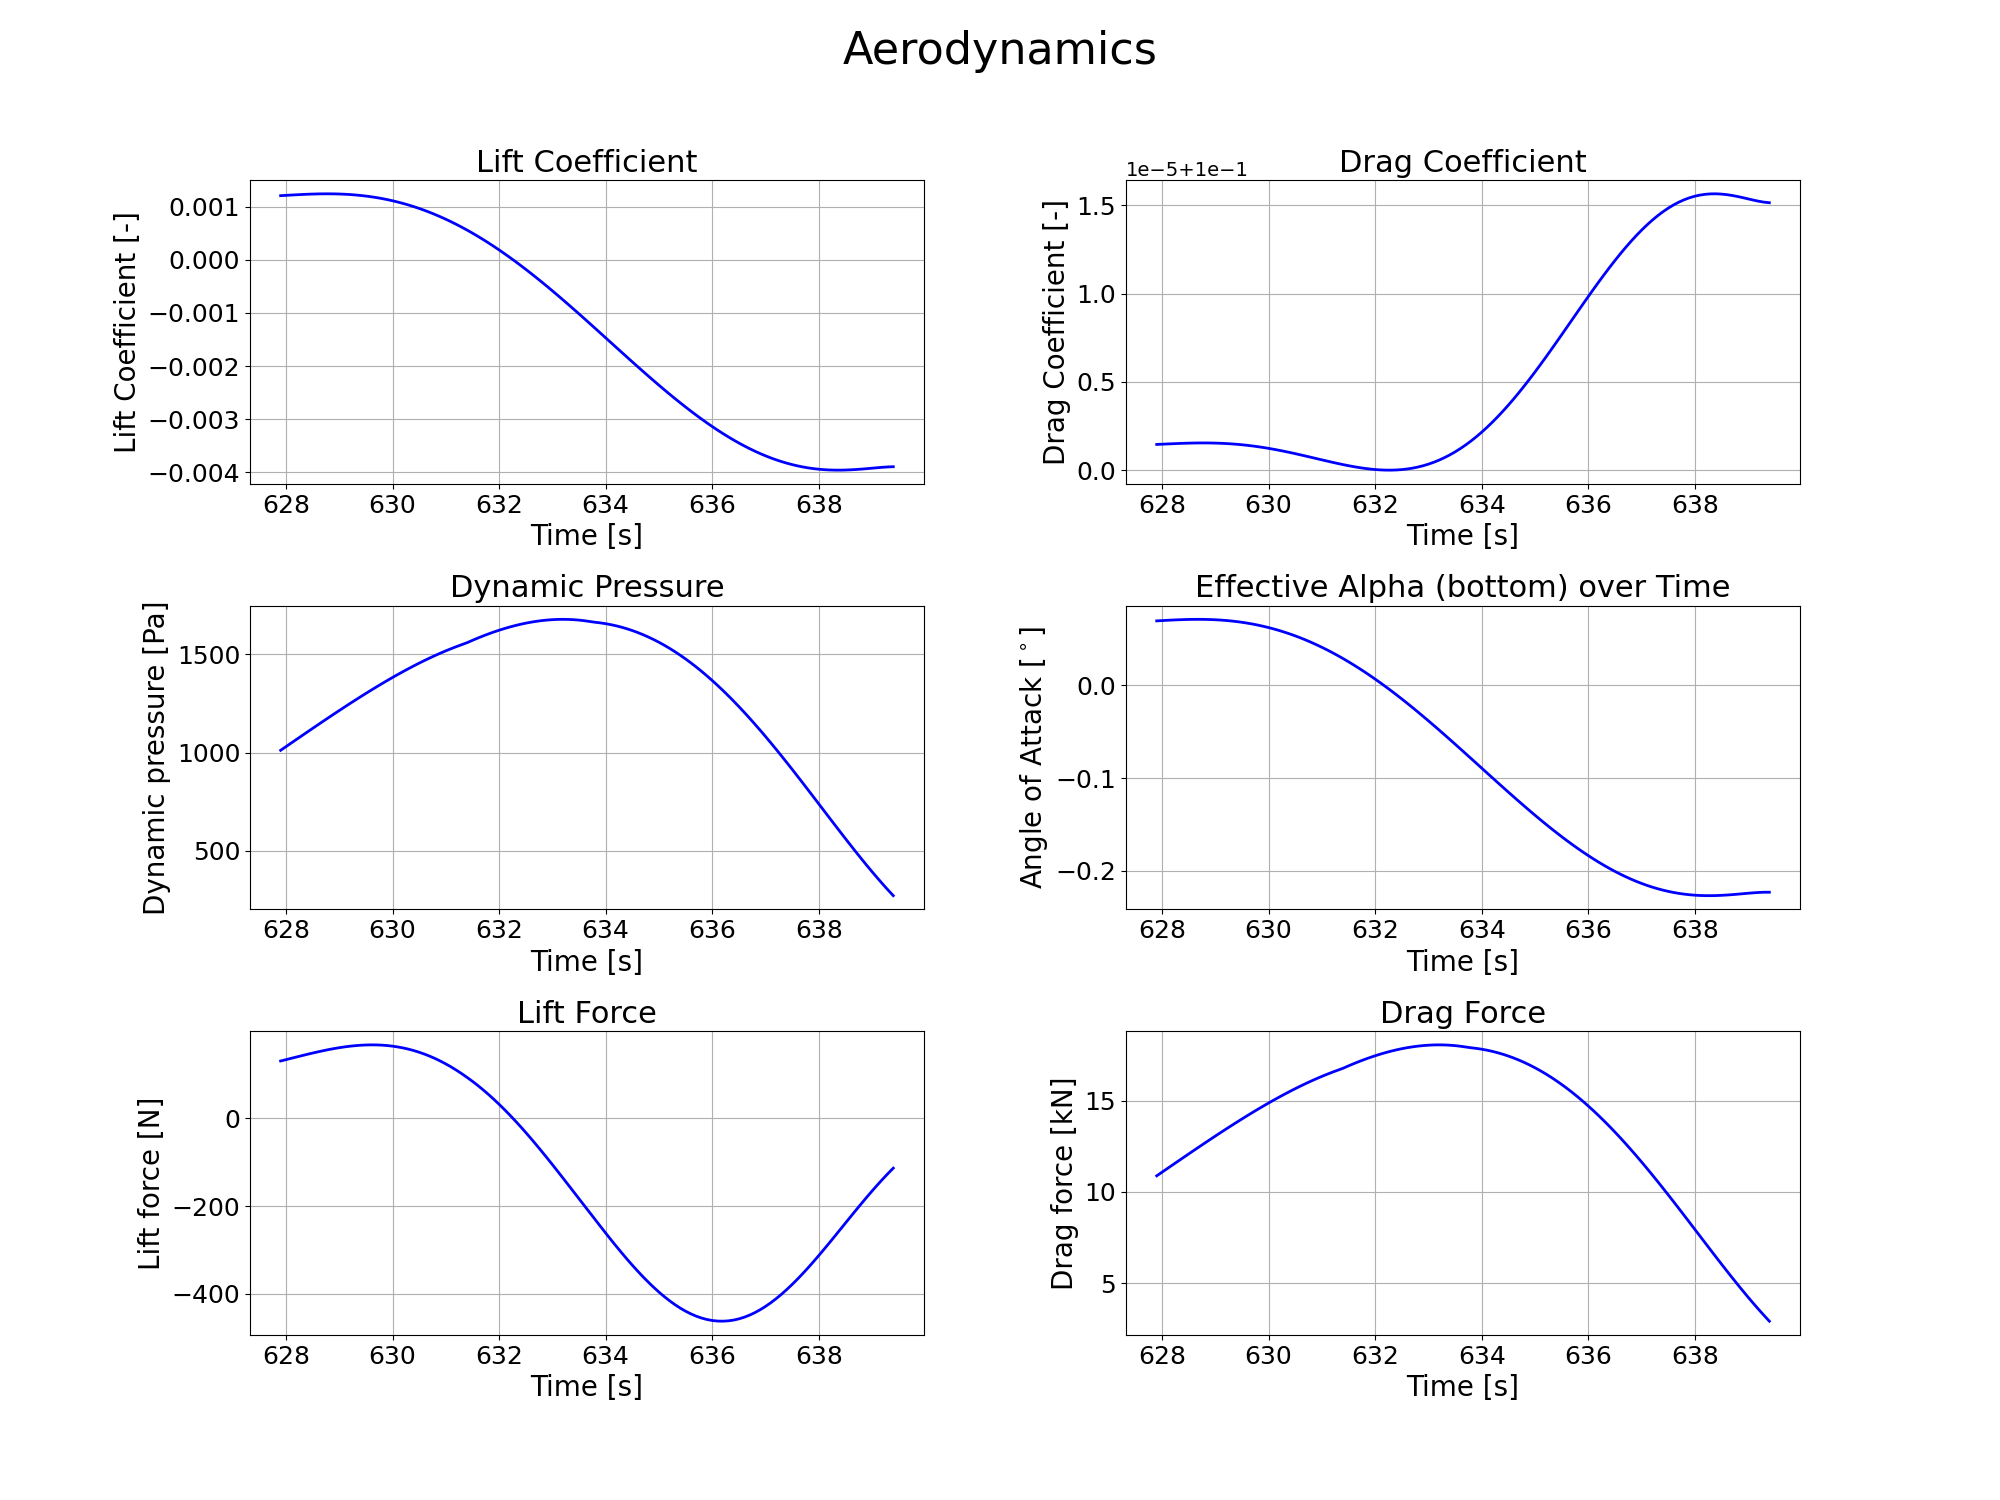 Aerodynamics
Lift Coefficient
Lift Coefficient [-]
0.001
0.000
−0.001
−0.002
−0.003
−0.004
628 630 632 634 636 638
Time [s]
Drag Coefficient
1e−5+1e−1
Drag Coefficient [-]
1.5
1.0
0.5
0.0
628 630 632 634 636 638
Time [s]
Dynamic Pressure
Dynamic pressure [Pa]
1500
1000
500
628 630 632 634 636 638
Time [s]
Effective Alpha (bottom) over Time
Angle of Attack [°]
0.0
−0.1
−0.2
628 630 632 634 636 638
Time [s]
Lift Force
Lift force [N]
0
−200
−400
628 630 632 634 636 638
Time [s]
Drag Force
Drag force [kN]
15
10
5
628 630 632 634 636 638
Time [s]